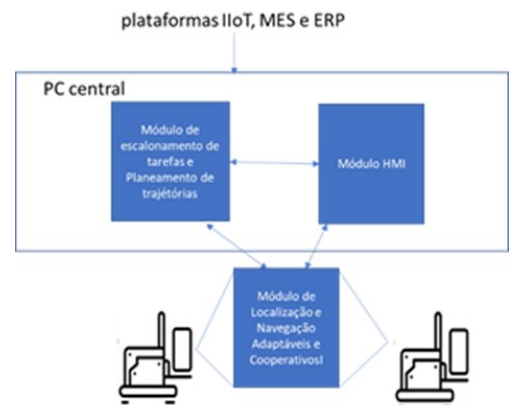 plataformas IIoT, MES e ERP
PC central
Módulo de
escalonamento de
tarefas e
Planeamento de
trajétórias
Módulo HMI
Módulo de
Localização e
Navegação
Adaptáveis e
CooperativosI